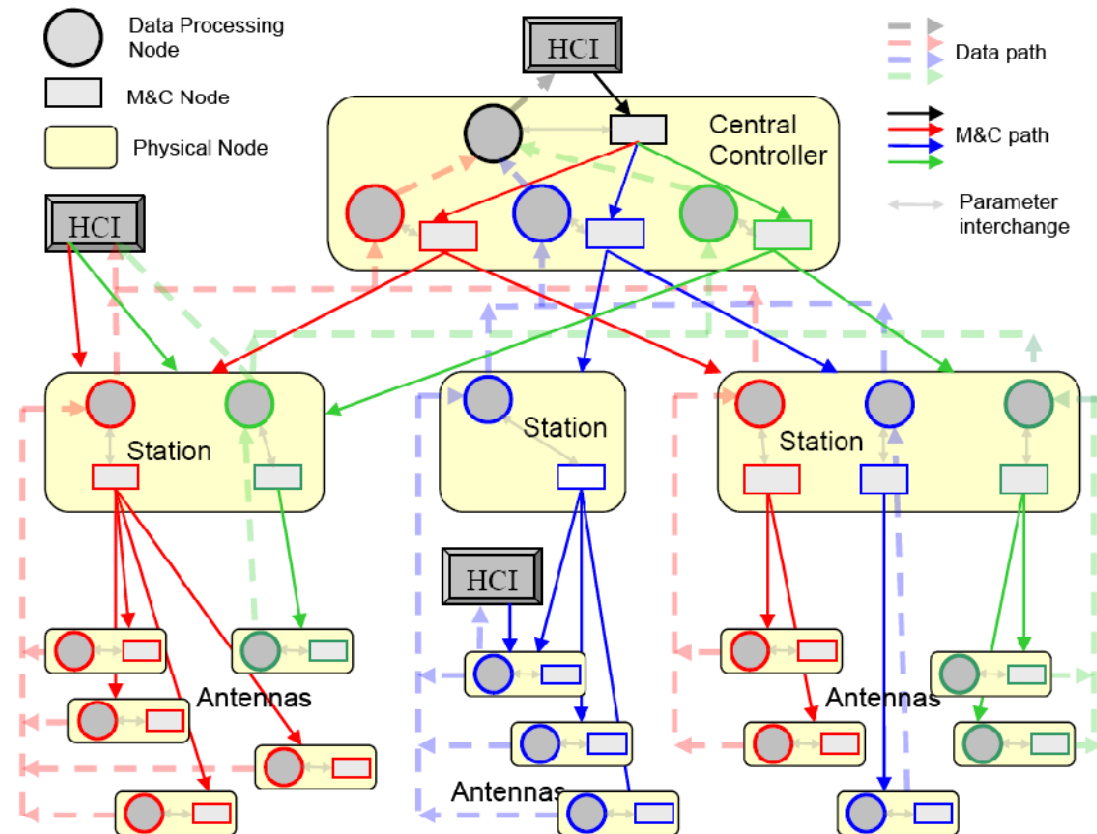 Data Processing
Node
M&C Node
Physical Node
HCI
Data path
M&C path
Parameter
interchange
Central
Controller
HCI
Station
Station
Station
HCI
Antennas
Antennas
Antennas